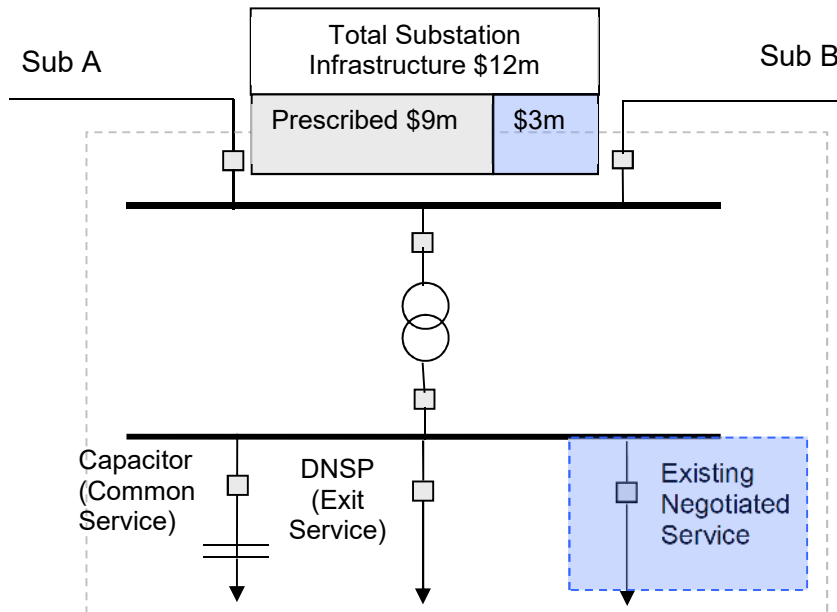 Total Substation
Infrastructure $12m
Sub A
Sub B
Prescribed $9m
$3m
Capacitor
(Common
Service)
DNSP
(Exit
Service)
Existing
Negotiated
Service